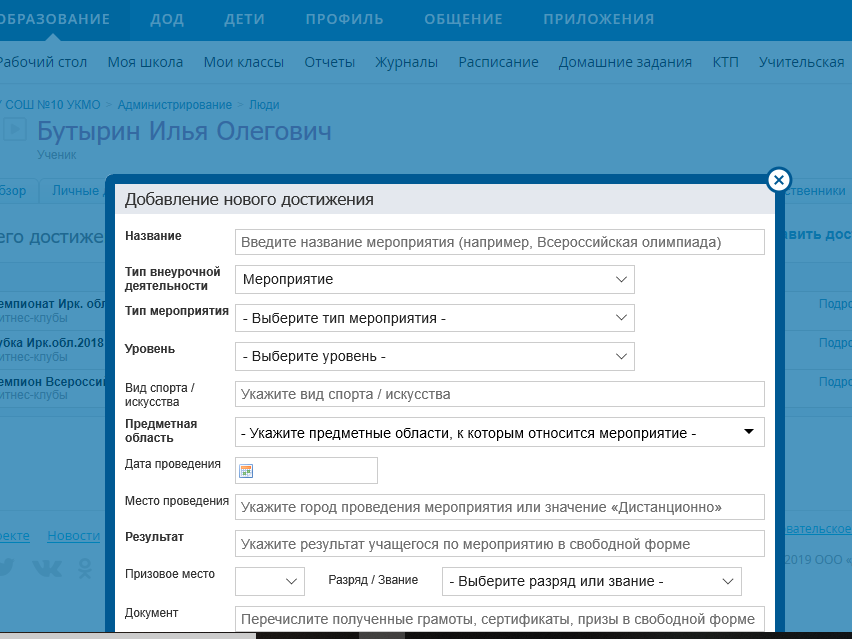 ОБРАЗОВАНИЕ ДОД ДЕТИ ПРОФИЛЬ ОБЩЕНИЕ ПРИЛОЖЕНИЯ
Рабочий стол Моя школа Мои классы Отчеты Журналы Расписание Домашние задания КТП Учительская
СОШ №10 УКМО > Администрирование > Люди
Бутырин Илья Олегович
Ученик
бзор Личные д ственники
Добавление нового достижения
его достиже вить дос
Название Введите название мероприятия (например, Всероссийская олимпиада)
Тип внеурочной
деятельности Мероприятие
емпионат Ирк. обл Подро
итнес-клубы
Тип мероприятия - Выберите тип мероприятия -
убка Ирк.обл.2018 Подро
итнес-клубы
Уровень - Выберите уровень -
емпион Всеросси Подро
итнес-клубы
Вид спорта /
искусства Укажите вид спорта / искусства
Предметная
область - Укажите предметные области, к которым относится мероприятие -
Дата проведения
Место проведения Укажите город проведения мероприятия или значение «Дистанционно»
Результат Укажите результат учащегося по мероприятию в свободной форме
оекте Новости вательское
2019 ООО «
Призовое место Разряд / Звание - Выберите разряд или звание -
Документ Перечислите полученные грамоты, сертификаты, призы в свободной форме